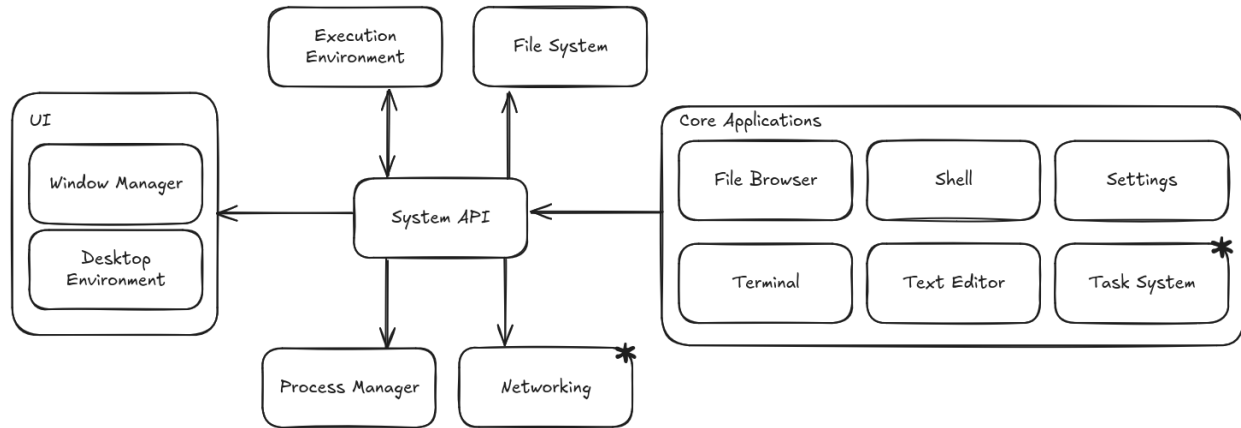 Execution
Environment
File System
UI
Window Manager
Desktop
Environment
System API
Process Manager
Networking
Core Applications
File Browser
Shell
Settings
Terminal
Text Editor
Task System